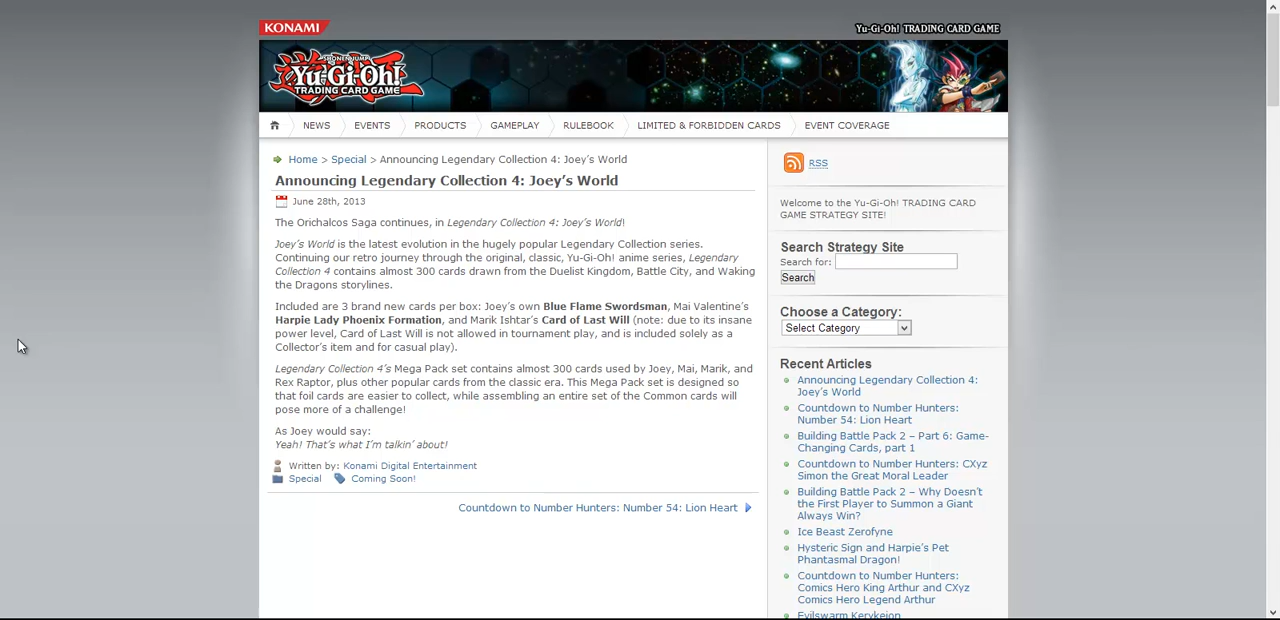 KONAMI
Yu-Gi-Oh! TRADING CARD GAME
SHONEN JUMP
Yu-Gi-Oh!
TRADING CARD GAME
NEWS
EVENTS
PRODUCTS
GAMEPLAY
RULEBOOK
LIMITED & FORBIDDEN CARDS
EVENT COVERAGE
Home > Special > Announcing Legendary Collection 4: Joey’s World
Announcing Legendary Collection 4: Joey’s World
June 28th, 2013
The Orichalcos Saga continues, in Legendary Collection 4: Joey’s World!
Joey’s World is the latest evolution in the hugely popular Legendary Collection series.
Continuing our retro journey through the original, classic, Yu-Gi-Oh! anime series, Legendary
Collection 4 contains almost 300 cards drawn from the Duelist Kingdom, Battle City, and Waking
the Dragons storylines.
Included are 3 brand new cards per box: Joey’s own Blue Flame Swordsman, Mai Valentine’s
Harpie Lady Phoenix Formation, and Marik Ishtar’s Card of Last Will (note: due to its insane
power level, Card of Last Will is not allowed in tournament play, and is included solely as a
Collector’s item and for casual play).
Legendary Collection 4’s Mega Pack set contains almost 300 cards used by Joey, Mai, Marik, and
Rex Raptor, plus other popular cards from the classic era. This Mega Pack set is designed so
that foil cards are easier to collect, while assembling an entire set of the Common cards will
pose more of a challenge!
As Joey would say:
Yeah! That’s what I’m talkin’ about!
Written by: Konami Digital Entertainment
Special
Coming Soon!
Countdown to Number Hunters: Number 54: Lion Heart
RSS
Welcome to the Yu-Gi-Oh! TRADING CARD
GAME STRATEGY SITE!
Search Strategy Site
Search for:
Search
Choose a Category:
Select Category
Recent Articles
Announcing Legendary Collection 4:
Joey’s World
Countdown to Number Hunters:
Number 54: Lion Heart
Building Battle Pack 2 – Part 6: Game-
Changing Cards, part 1
Countdown to Number Hunters: CXyz
Simon the Great Moral Leader
Building Battle Pack 2 – Why Doesn’t
the First Player to Summon a Giant
Always Win?
Ice Beast Zerofyne
Hysteric Sign and Harpie’s Pet
Phantasmal Dragon!
Countdown to Number Hunters:
Comics Hero King Arthur and CXyz
Comics Hero Legend Arthur
Evilswarm Kerykeion